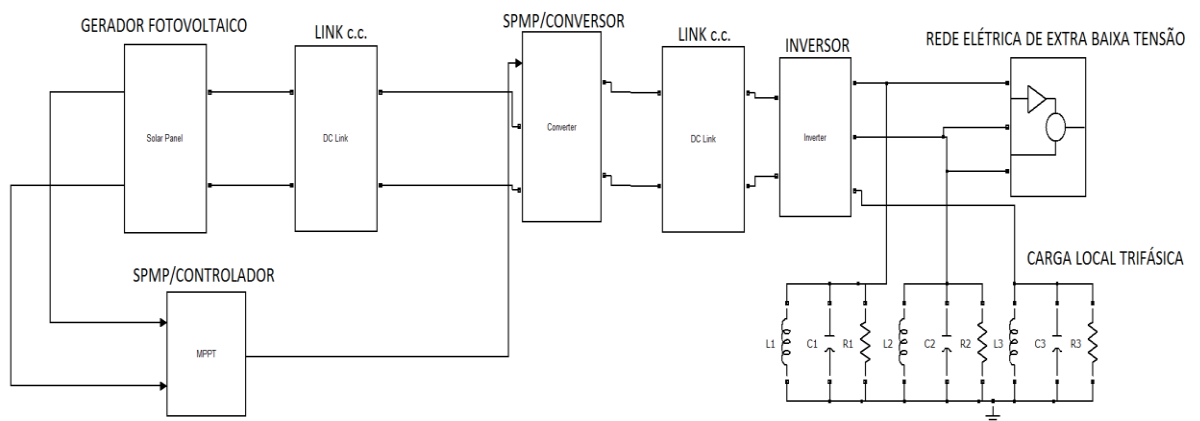 GERADOR FOTOVOLTAICO
LINK c.c.
SPMP/CONVERSOR
LINK c.c.
INVERSOR
REDE ELÉTRICA DE EXTRA BAIXA TENSÃO
Solar Panel
DC Link
Converter
DC Link
Inverter
SPMP/CONTROLADOR
MPPT
CARGA LOCAL TRIFÁSICA
L1
C1
R1
L2
C2
R2
L3
C3
R3